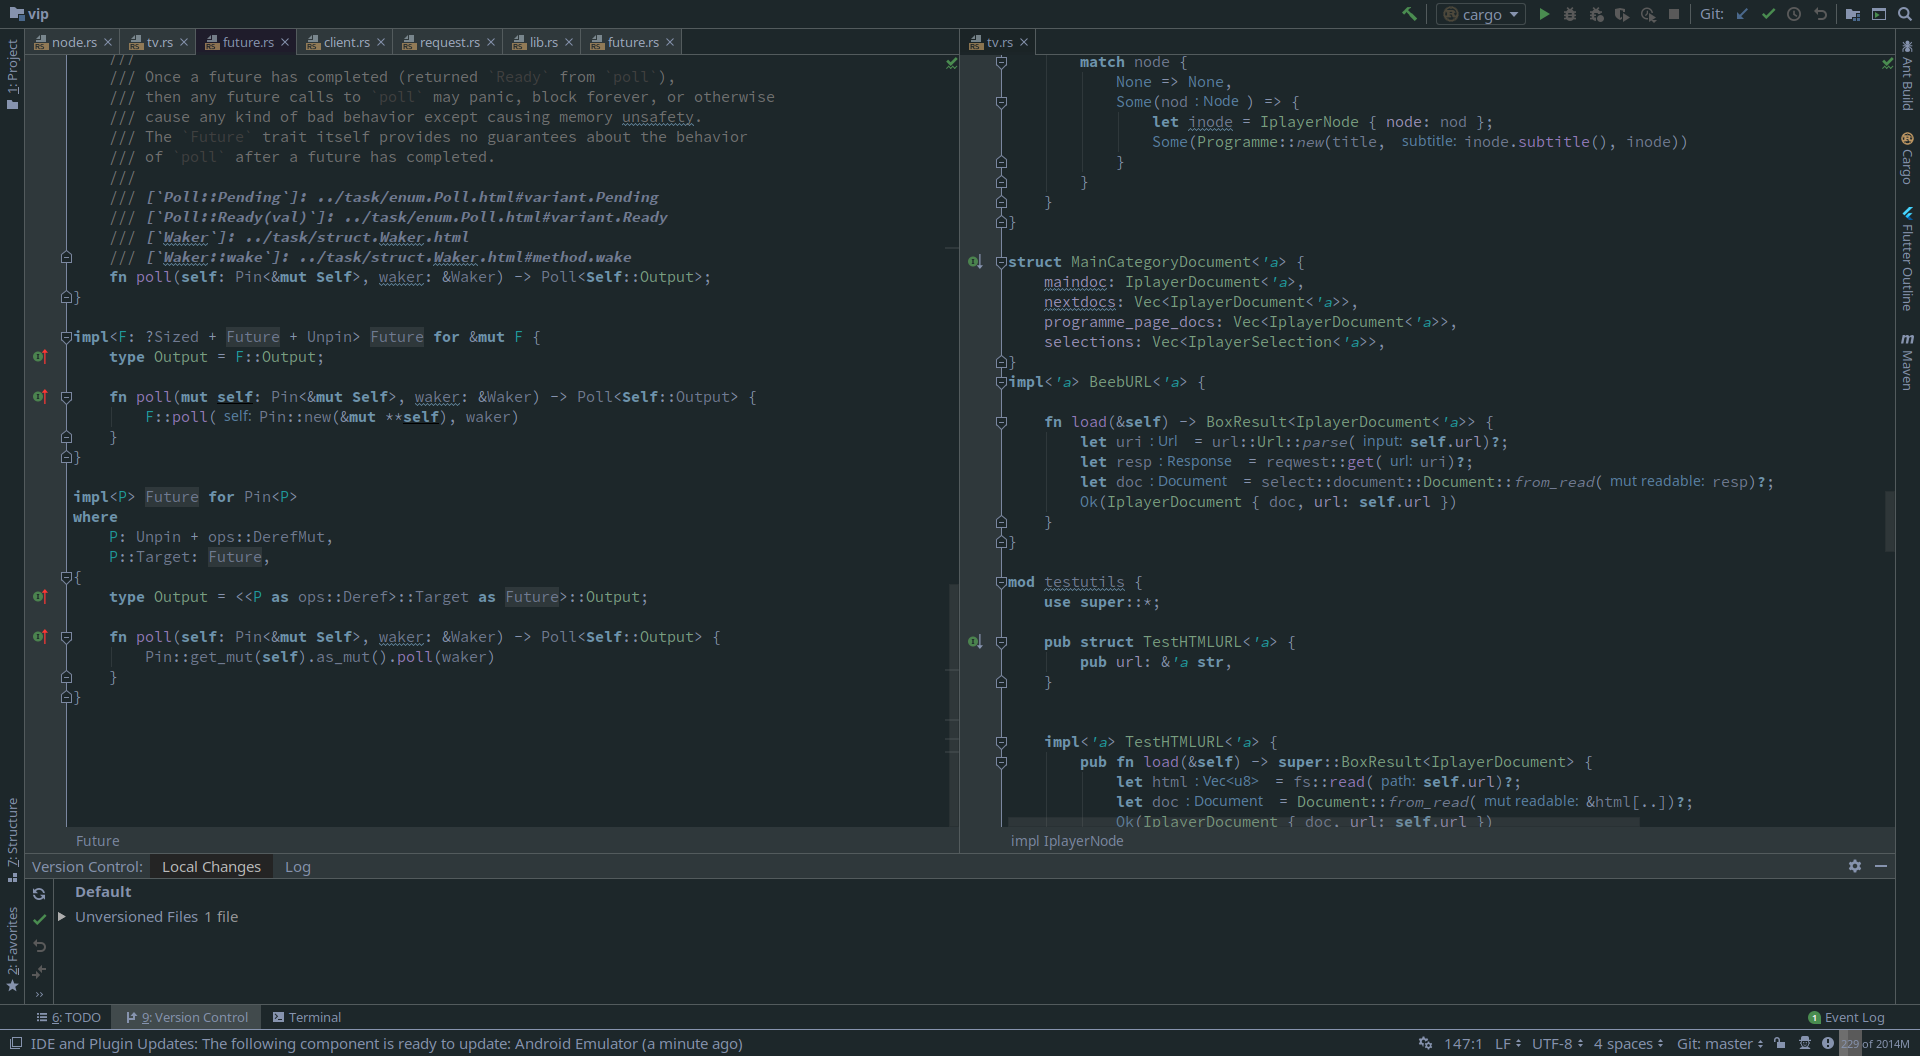 vip
cargo
Git:
node.rs
tv.rs
future.rs
client.rs
request.rs
lib.rs
future.rs
tv.rs
1: Project
7: Structure
2: Favorites
///
/// Once a future has completed (returned `Ready` from `poll`),
/// then any future calls to `poll` may panic, block forever, or otherwise
/// cause any kind of bad behavior except causing memory unsafety.
/// The `Future` trait itself provides no guarantees about the behavior
/// of `poll` after a future has completed.
///
/// [`Poll::Pending`]: ../task/enum.Poll.html#variant.Pending
/// [`Poll::Ready(val)`]: ../task/enum.Poll.html#variant.Ready
/// [`Waker`]: ../task/struct.Waker.html
/// [`Waker::wake`]: ../task/struct.Waker.html#method.wake
fn poll(self: Pin<&mut Self>, waker: &Waker) -> Poll<Self::Output>;
}
impl<F: ?Sized + Future + Unpin> Future for &mut F {
type Output = F::Output;
fn poll(mut self: Pin<&mut Self>, waker: &Waker) -> Poll<Self::Output> {
F::poll( self: Pin::new(&mut **self), waker)
}
}
impl<P> Future for Pin<P>
where
P: Unpin + ops::DerefMut,
P::Target: Future,
{
type Output = <<P as ops::Deref>::Target as Future>::Output;
fn poll(self: Pin<&mut Self>, waker: &Waker) -> Poll<Self::Output> {
Pin::get_mut(self).as_mut().poll(waker)
}
}
Future
match node {
None => None,
Some(nod : Node ) => {
let inode = IplayerNode { node: nod };
Some(Programme::new(title, subtitle: inode.subtitle(), inode))
}
}
}
}
struct MainCategoryDocument<'a> {
maindoc: IplayerDocument<'a>,
nextdocs: Vec<IplayerDocument<'a>>,
programme_page_docs: Vec<IplayerDocument<'a>>,
selections: Vec<IplayerSelection<'a>>,
}
impl<'a> BeebURL<'a> {
fn load(&self) -> BoxResult<IplayerDocument<'a>> {
let uri : Url = url::Url::parse( input: self.url)?;
let resp : Response = reqwest::get( url: uri)?;
let doc : Document = select::document::Document::from_read( mut readable: resp)?;
Ok(IplayerDocument { doc, url: self.url })
}
}
mod testutils {
use super::*;
pub struct TestHTMLURL<'a> {
pub url: &'a str,
}
impl<'a> TestHTMLURL<'a> {
pub fn load(&self) -> super::BoxResult<IplayerDocument> {
let html : Vec<u8> = fs::read( path: self.url)?;
let doc : Document = Document::from_read( mut readable: &html[..])?;
Ok(IplayerDocument { doc, url: self.url })
impl IplayerNode
Ant Build
Cargo
Flutter Outline
m Maven
Version Control:
Local Changes
Log
Default
Unversioned Files 1 file
6: TODO
9: Version Control
Terminal
1 Event Log
IDE and Plugin Updates: The following component is ready to update: Android Emulator (a minute ago)
147:1
LF
UTF-8
4 spaces
Git: master
229 of 2014M